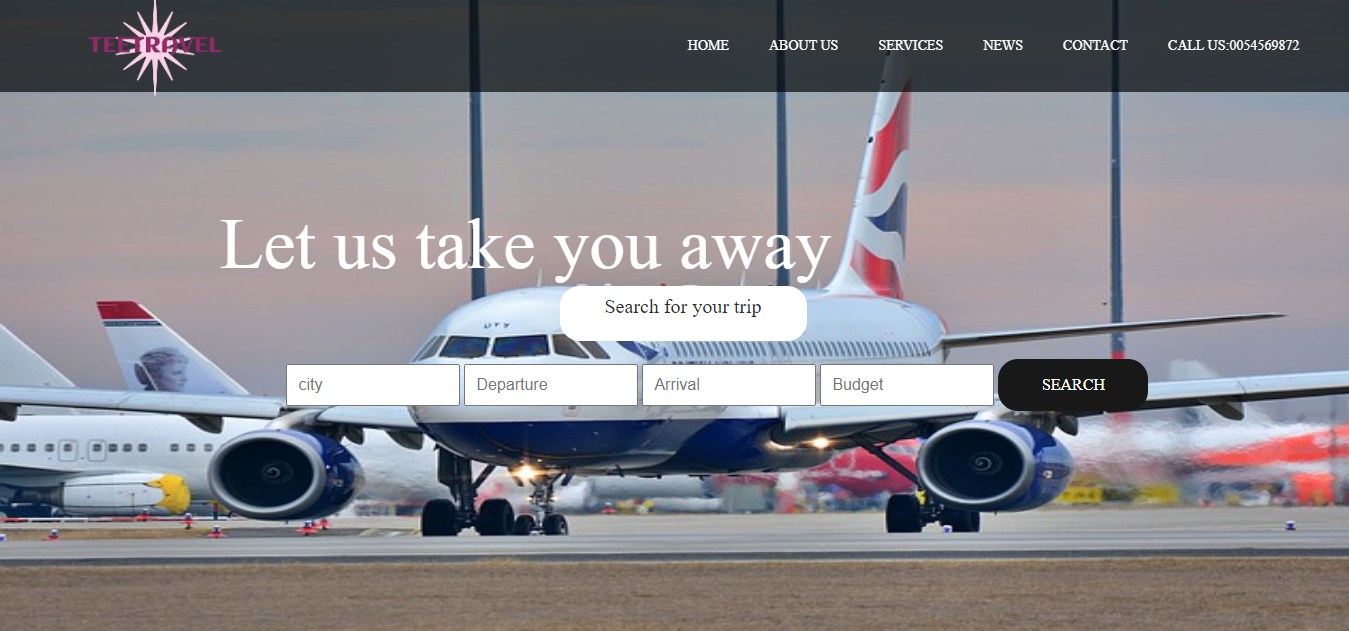 TEETRAVEL
HOME ABOUT US SERVICES NEWS CONTACT CALL US:0054569872
Let us take you away
Search for your trip
city Departure Arrival Budget SEARCH